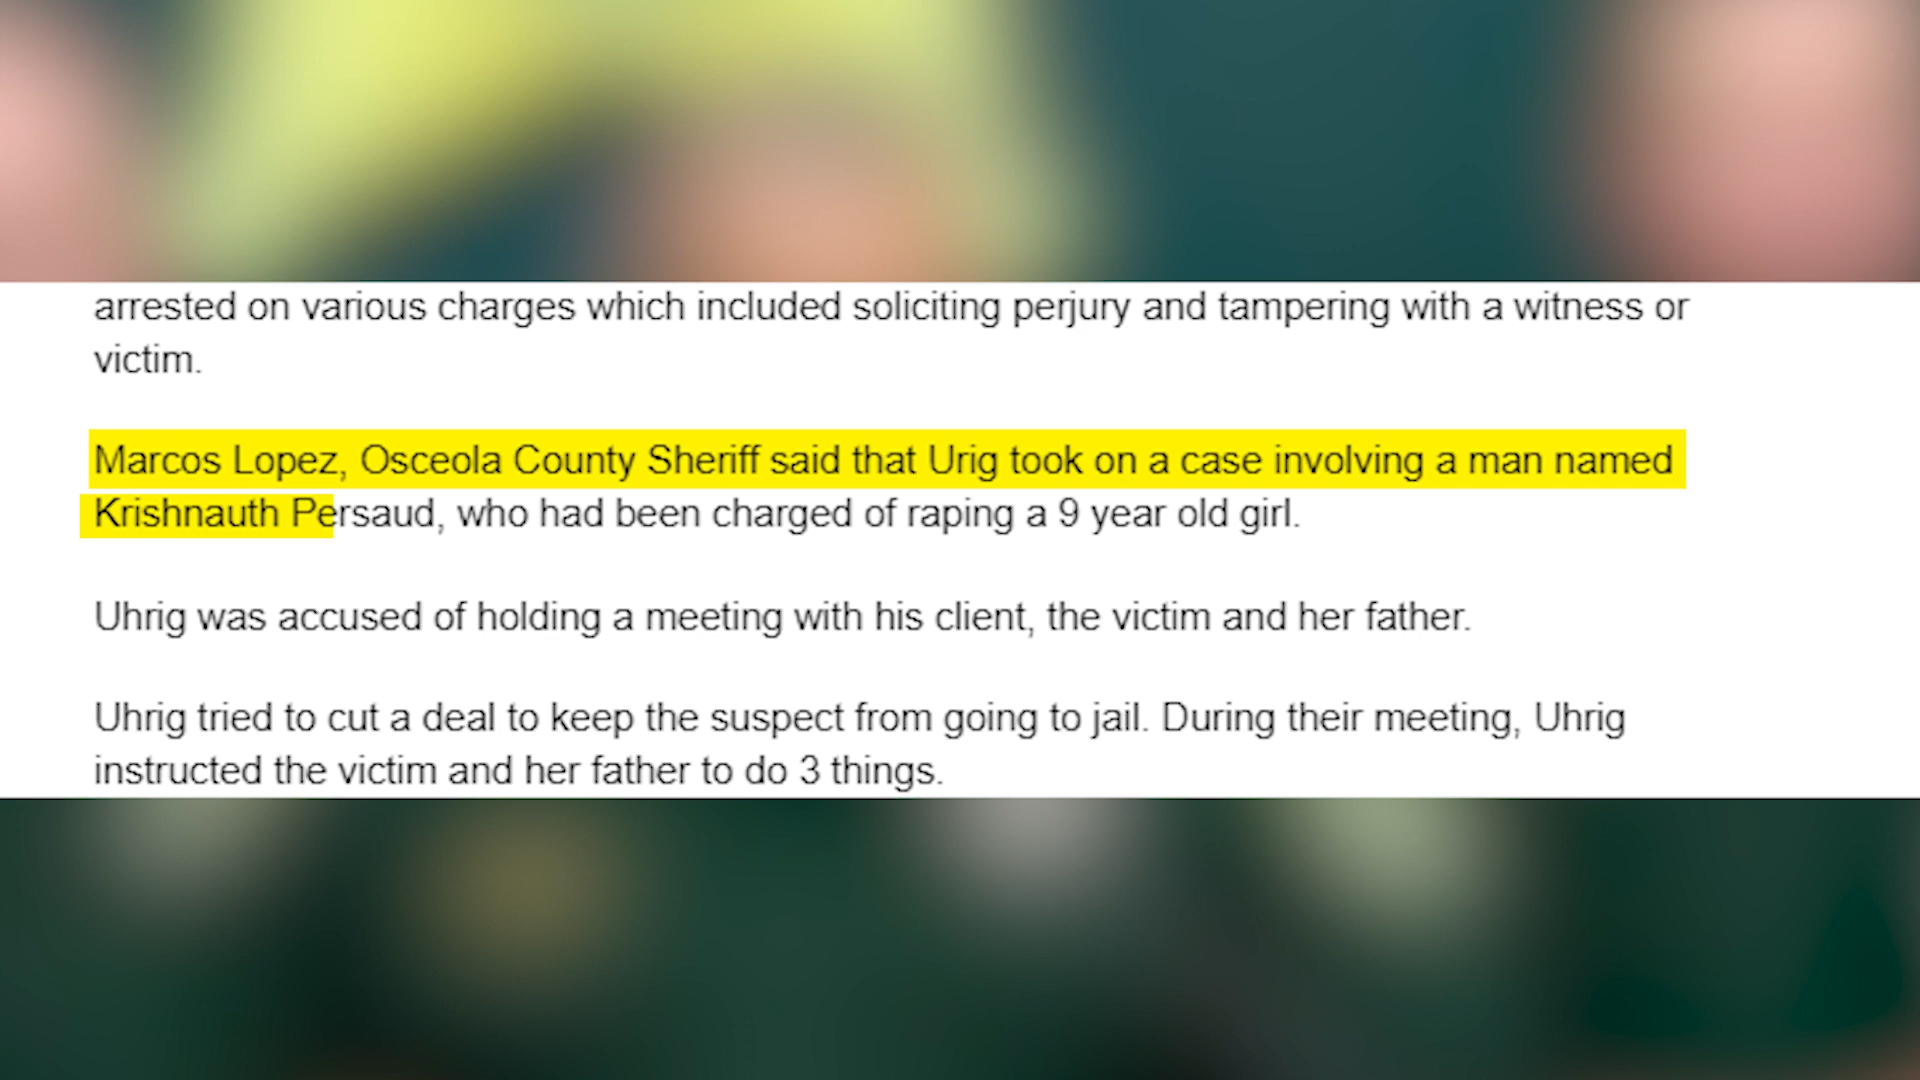 arrested on various charges which included soliciting perjury and tampering with a witness or
victim.
Marcos Lopez, Osceola County Sheriff said that Urig took on a case involving a man named
Krishnauth Persaud, who had been charged of raping a 9 year old girl.
Uhrig was accused of holding a meeting with his client, the victim and her father.
Uhrig tried to cut a deal to keep the suspect from going to jail. During their meeting, Uhrig
instructed the victim and her father to do 3 things.